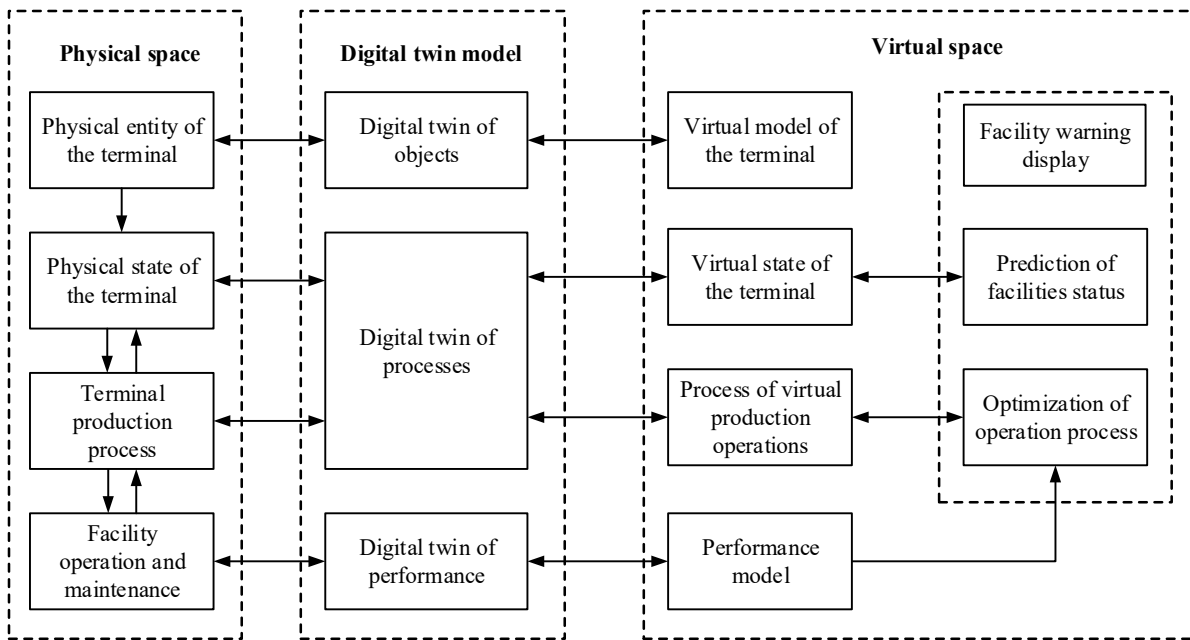 Physical space
Physical entity of
the terminal
Physical state of
the terminal
Terminal
production
process
Facility
operation and
maintenance
Digital twin model
Digital twin of
objects
Digital twin of
processes
Digital twin of
performance
Virtual space
Virtual model of
the terminal
Virtual state of
the terminal
Process of virtual
production
operations
Performance
model
Facility warning
display
Prediction of
facilities status
Optimization of
operation process